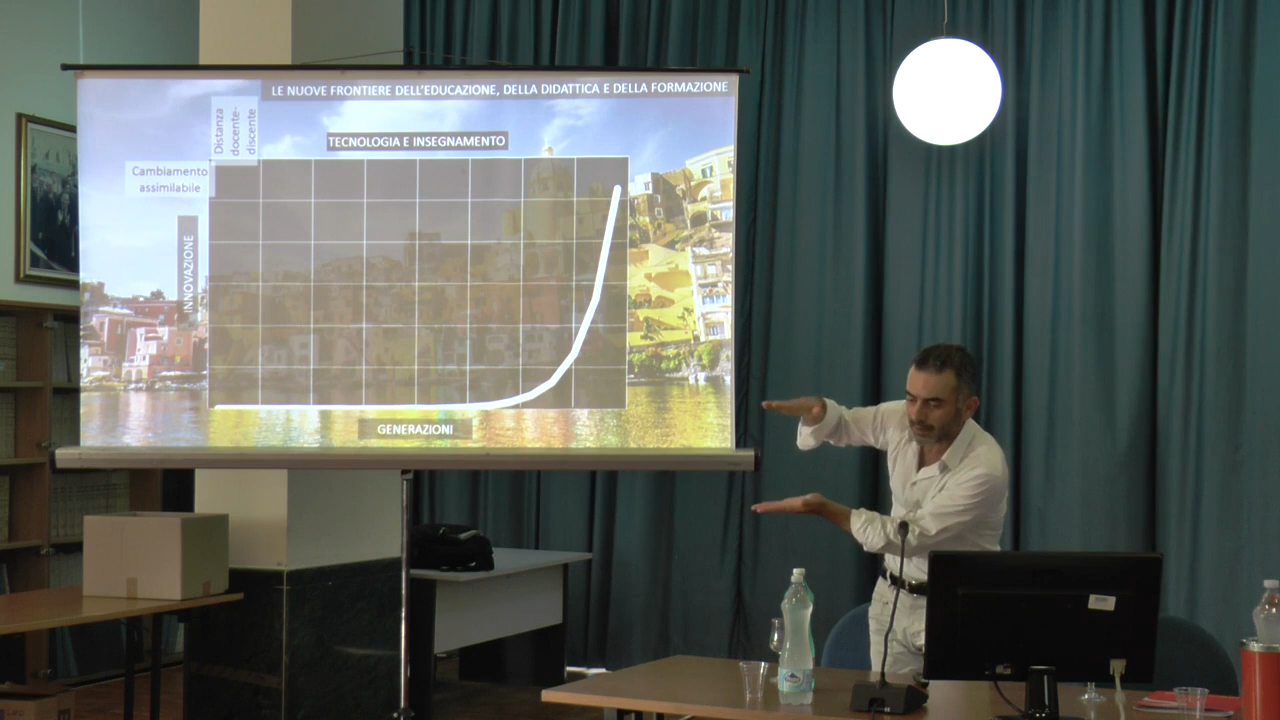 LE NUOVE FRONTIERE DELL'EDUCAZIONE, DELLA DIDATTICA E DELLA FORMAZIONE
Distanza
docente-
discente
TECNOLOGIA E INSEGNAMENTO
Cambiamento
assimilabile
INNOVAZIONE
GENERAZIONI